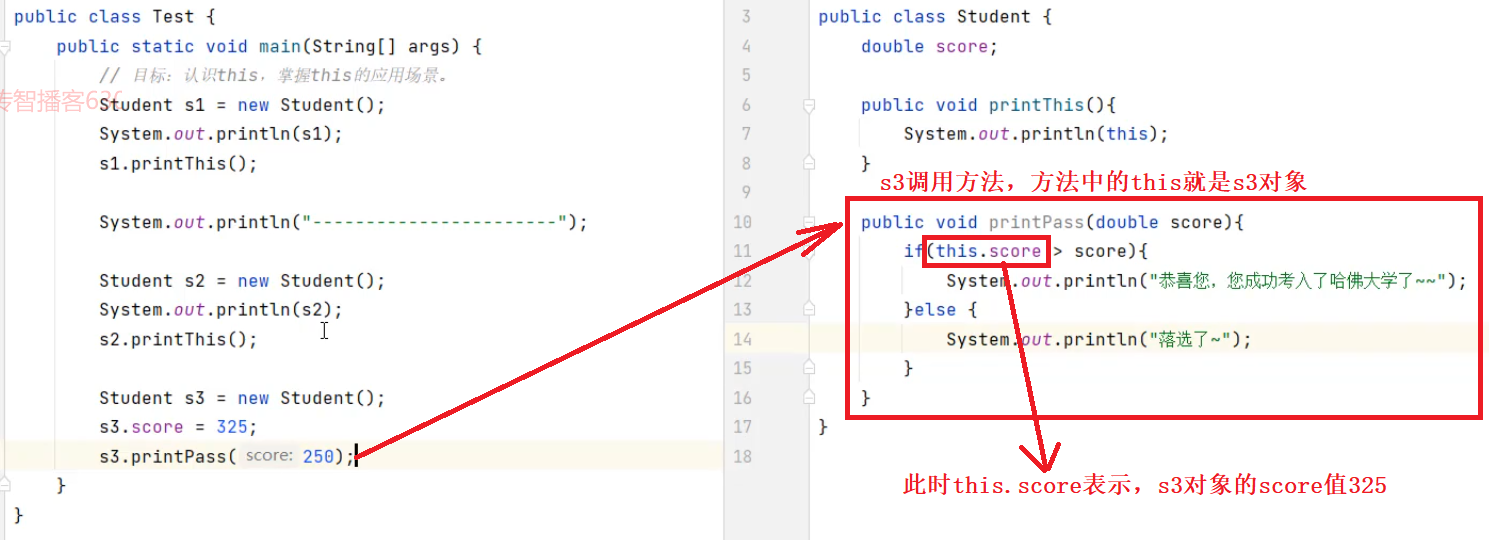 public class Test {
public static void main(String[] args) {
// 目标：认识this，掌握this的应用场景。
传智播客636
Student s1 = new Student();
System.out.println(s1);
s1.printThis();
System.out.println("-----------------------");
Student s2 = new Student();
System.out.println(s2);
s2.printThis();
Student s3 = new Student();
s3.score = 325;
s3.printPass( score: 250);
}
}
3 public class Student {
4 double score;
5
6 public void printThis(){
7 System.out.println(this);
8 }
s3调用方法，方法中的this就是s3对象
9
10 public void printPass(double score){
11 if(this.score > score){
12 System.out.println("恭喜您，您成功考入了哈佛大学了~~");
13 }else {
14 System.out.println("落选了~");
15 }
16 }
17 }
18
此时this.score表示，s3对象的score值325